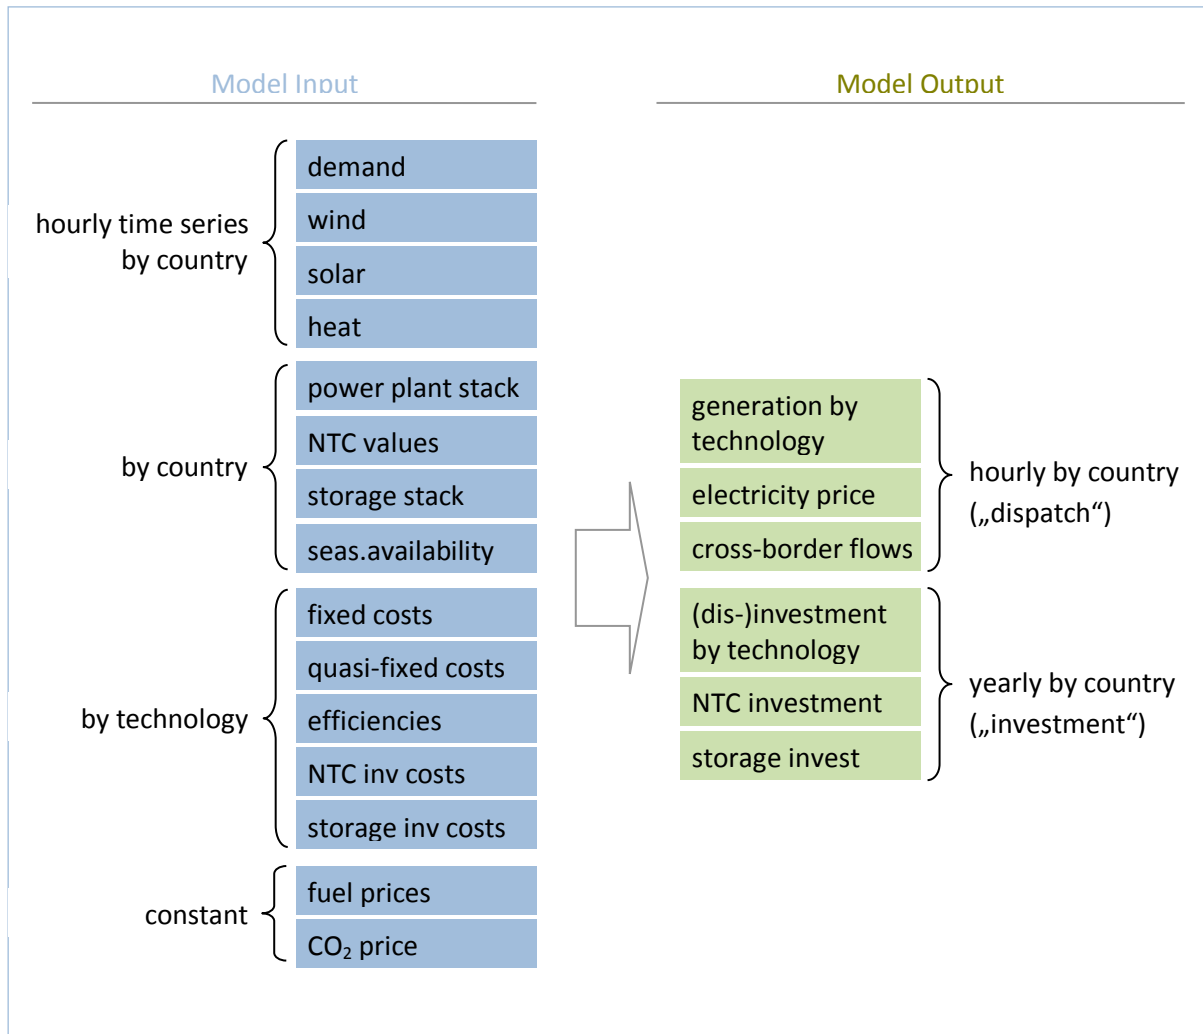 Model Input
hourly time series
by country
demand
wind
solar
heat
by country
power plant stack
NTC values
storage stack
seas.availability
by technology
fixed costs
quasi-fixed costs
efficiencies
NTC inv costs
storage inv costs
constant
fuel prices
CO₂ price
Model Output
generation by
technology
electricity price
cross-border flows
hourly by country
(„dispatch“)
(dis-)investment
by technology
NTC investment
storage invest
yearly by country
(„investment“)